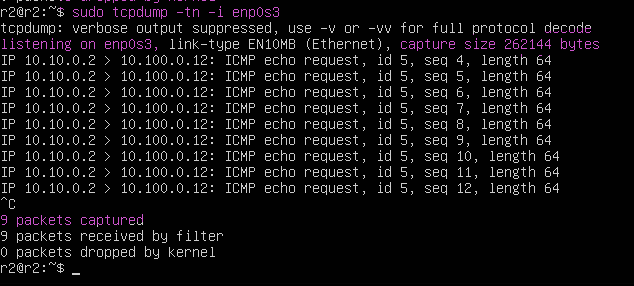 packets dropped by kernel
r2@r2:~$ sudo tcpdump -tn -i enp0s3
tcpdump: verbose output suppressed, use -v or -vv for full protocol decode
listening on enp0s3, link-type EN10MB (Ethernet), capture size 262144 bytes
IP 10.10.0.2 > 10.100.0.12: ICMP echo request, id 5, seq 4, length 64
IP 10.10.0.2 > 10.100.0.12: ICMP echo request, id 5, seq 5, length 64
IP 10.10.0.2 > 10.100.0.12: ICMP echo request, id 5, seq 6, length 64
IP 10.10.0.2 > 10.100.0.12: ICMP echo request, id 5, seq 7, length 64
IP 10.10.0.2 > 10.100.0.12: ICMP echo request, id 5, seq 8, length 64
IP 10.10.0.2 > 10.100.0.12: ICMP echo request, id 5, seq 9, length 64
IP 10.10.0.2 > 10.100.0.12: ICMP echo request, id 5, seq 10, length 64
IP 10.10.0.2 > 10.100.0.12: ICMP echo request, id 5, seq 11, length 64
IP 10.10.0.2 > 10.100.0.12: ICMP echo request, id 5, seq 12, length 64
^C
9 packets captured
9 packets received by filter
0 packets dropped by kernel
r2@r2:~$ _